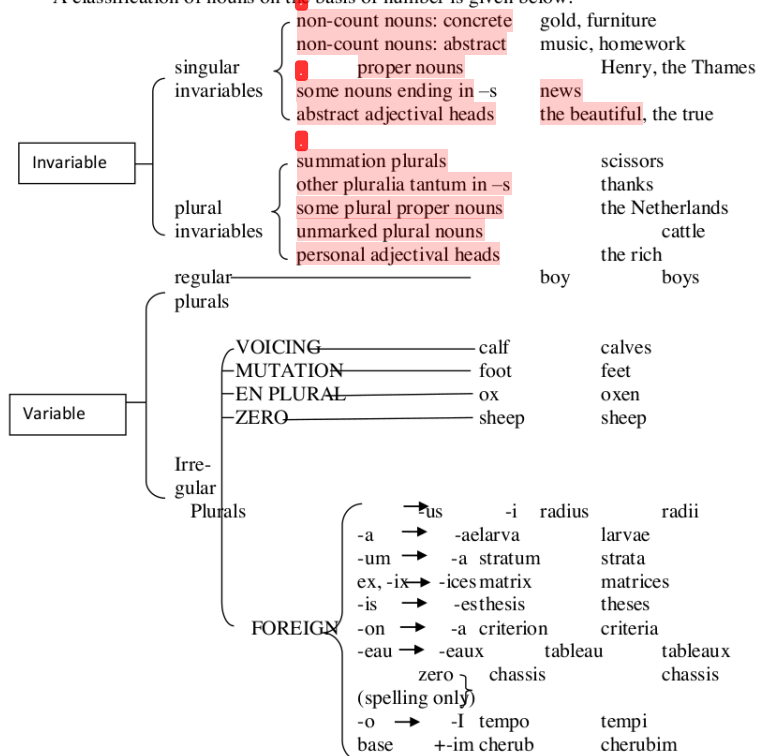 A classification of nouns on the basis of number is given below:
non-count nouns: concrete gold, furniture
non-count nouns: abstract music, homework
singular proper nouns Henry, the Thames
invariables some nouns ending in –s news
abstract adjectival heads the beautiful, the true
Invariable summation plurals scissors
other pluralia tantum in –s thanks
plural some plural proper nouns the Netherlands
invariables unmarked plural nouns cattle
personal adjectival heads the rich
regular boy boys
plurals
VOICING calf calves
MUTATION foot feet
EN PLURAL ox oxen
Variable ZERO sheep sheep
Irre-
gular
Plurals -us -i radius radii
-a -ae larva larvae
-um -a stratum strata
ex, -ix -ices matrix matrices
-is -es thesis theses
FOREIGN -on -a criterion criteria
-eau -eaux tableau tableaux
zero chassis chassis
(spelling only)
-o -I tempo tempi
base +-im cherub cherubim